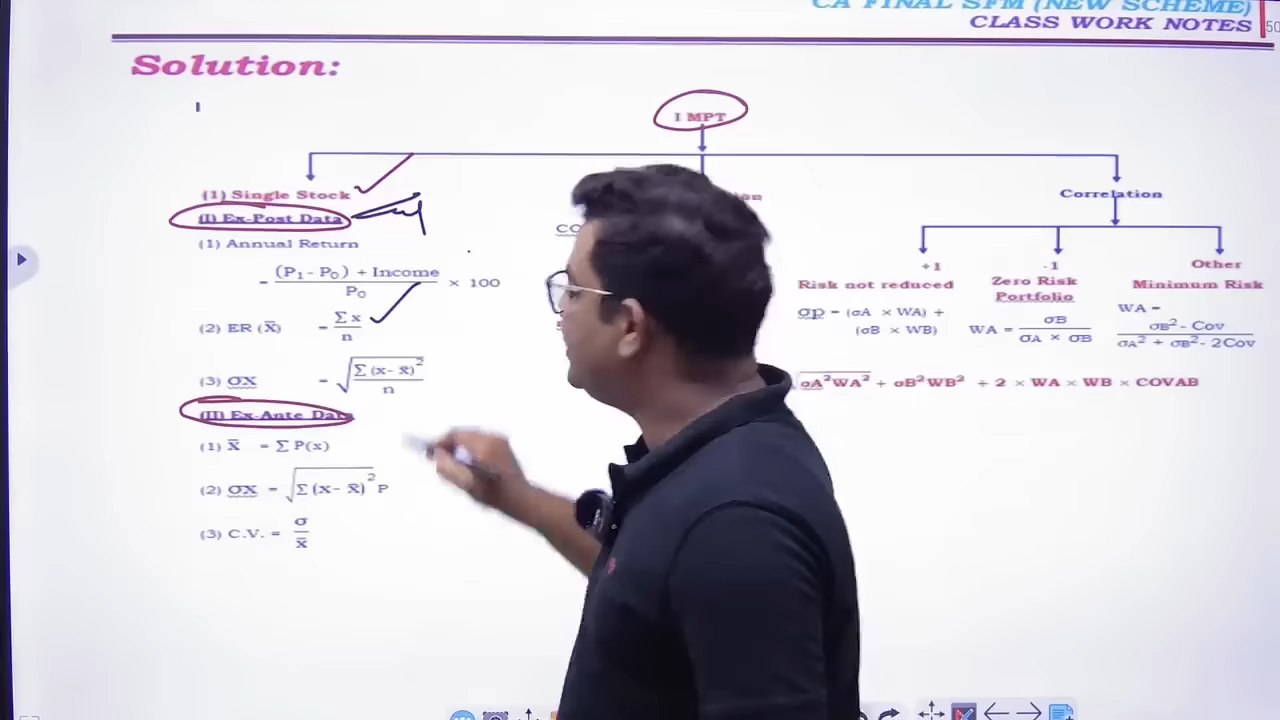 CA FINAL SFM (NEW SCHEME)
CLASS WORK NOTES
50
Solution:
I MPT
(1) Single Stock
(I) Ex-Post Data
(1) Annual Return
= (P₁ - P₀) + Income / P₀ × 100
(2) ER (X̄) = Σx / n
(3) σX = √Σ(x- x̄)² / n
(II) Ex-Ante Data
(1) X̄ = Σ P(x)
(2) σX = √Σ(x- x̄)² P
(3) C.V. = σ / x̄
Correlation
+1
Risk not reduced
σp = (σA × WA) +
(σB × WB)
-1
Zero Risk
Portfolio
WA = σB / σA × σB
Other
Minimum Risk
WA =
σB² - Cov / σA² + σB² - 2Cov
σA²WA² + σB²WB² + 2 × WA × WB × COVAB